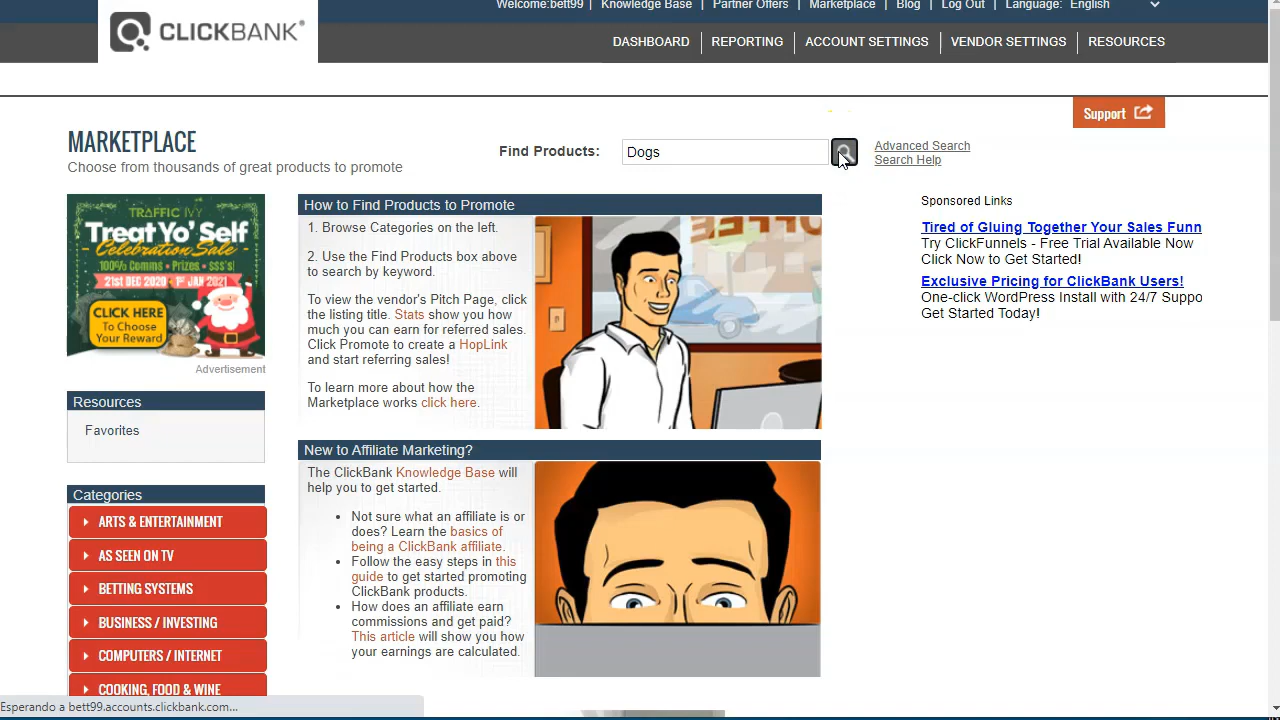 Welcome:bett99 | Knowledge Base | Partner Offers | Marketplace | Blog | Log Out | Language: English
CLICKBANK®
DASHBOARD | REPORTING | ACCOUNT SETTINGS | VENDOR SETTINGS | RESOURCES
Support
MARKETPLACE
Choose from thousands of great products to promote
Find Products:
Dogs
Advanced Search
Search Help
TRAFFIC IVY
Treat Yo' Self
Celebration Sale
100% Comms • Prizes • $$$'s!
21st DEC 2020 - 1st JAN 2021
CLICK HERE
To Choose
Your Reward
Advertisement
Resources
Favorites
Categories
ARTS & ENTERTAINMENT
AS SEEN ON TV
BETTING SYSTEMS
BUSINESS / INVESTING
COMPUTERS / INTERNET
COOKING, FOOD & WINE
How to Find Products to Promote
1. Browse Categories on the left.
2. Use the Find Products box above
to search by keyword.
To view the vendor's Pitch Page, click
the listing title. Stats show you how
much you can earn for referred sales.
Click Promote to create a HopLink
and start referring sales!
To learn more about how the
Marketplace works click here.
New to Affiliate Marketing?
The ClickBank Knowledge Base will
help you to get started.
• Not sure what an affiliate is or
does? Learn the basics of
being a ClickBank affiliate.
• Follow the easy steps in this
guide to get started promoting
ClickBank products.
• How does an affiliate earn
commissions and get paid?
This article will show you how
your earnings are calculated.
Sponsored Links
Tired of Gluing Together Your Sales Funn
Try ClickFunnels - Free Trial Available Now
Click Now to Get Started!
Exclusive Pricing for ClickBank Users!
One-click WordPress Install with 24/7 Suppo
Get Started Today!
Esperando a bett99.accounts.clickbank.com...